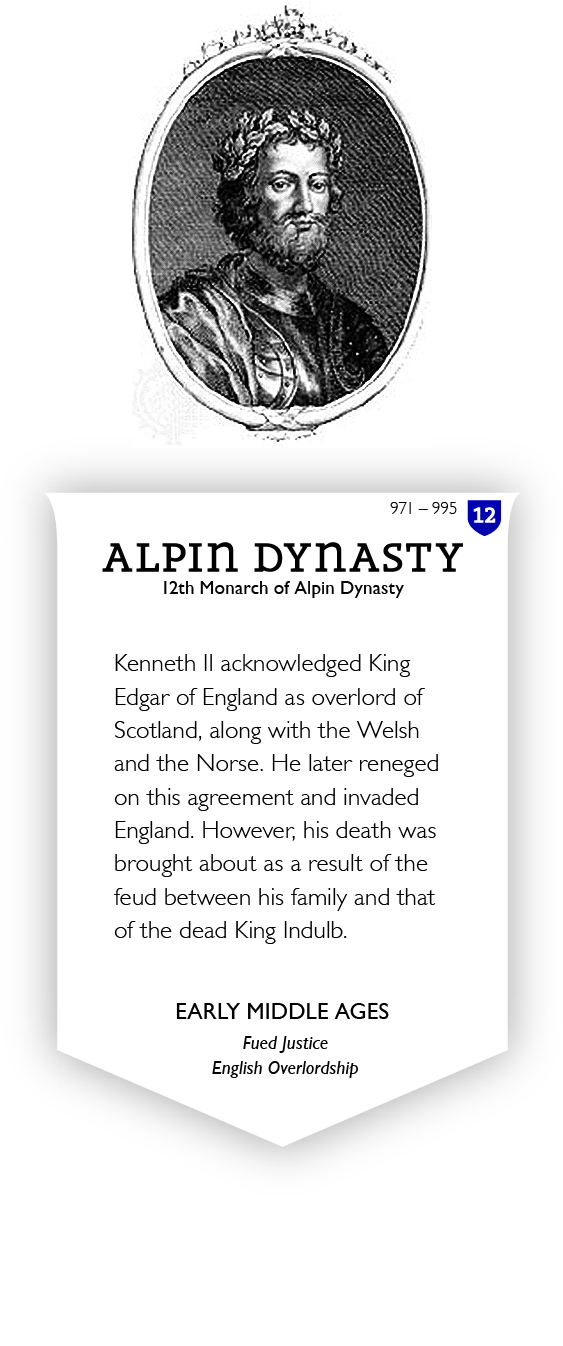 971 – 995
12
ALPIN DYNASTY
12th Monarch of Alpin Dynasty
Kenneth II acknowledged King
Edgar of England as overlord of
Scotland, along with the Welsh
and the Norse. He later reneged
on this agreement and invaded
England. However, his death was
brought about as a result of the
feud between his family and that
of the dead King Indulb.
EARLY MIDDLE AGES
Fued Justice
English Overlordship